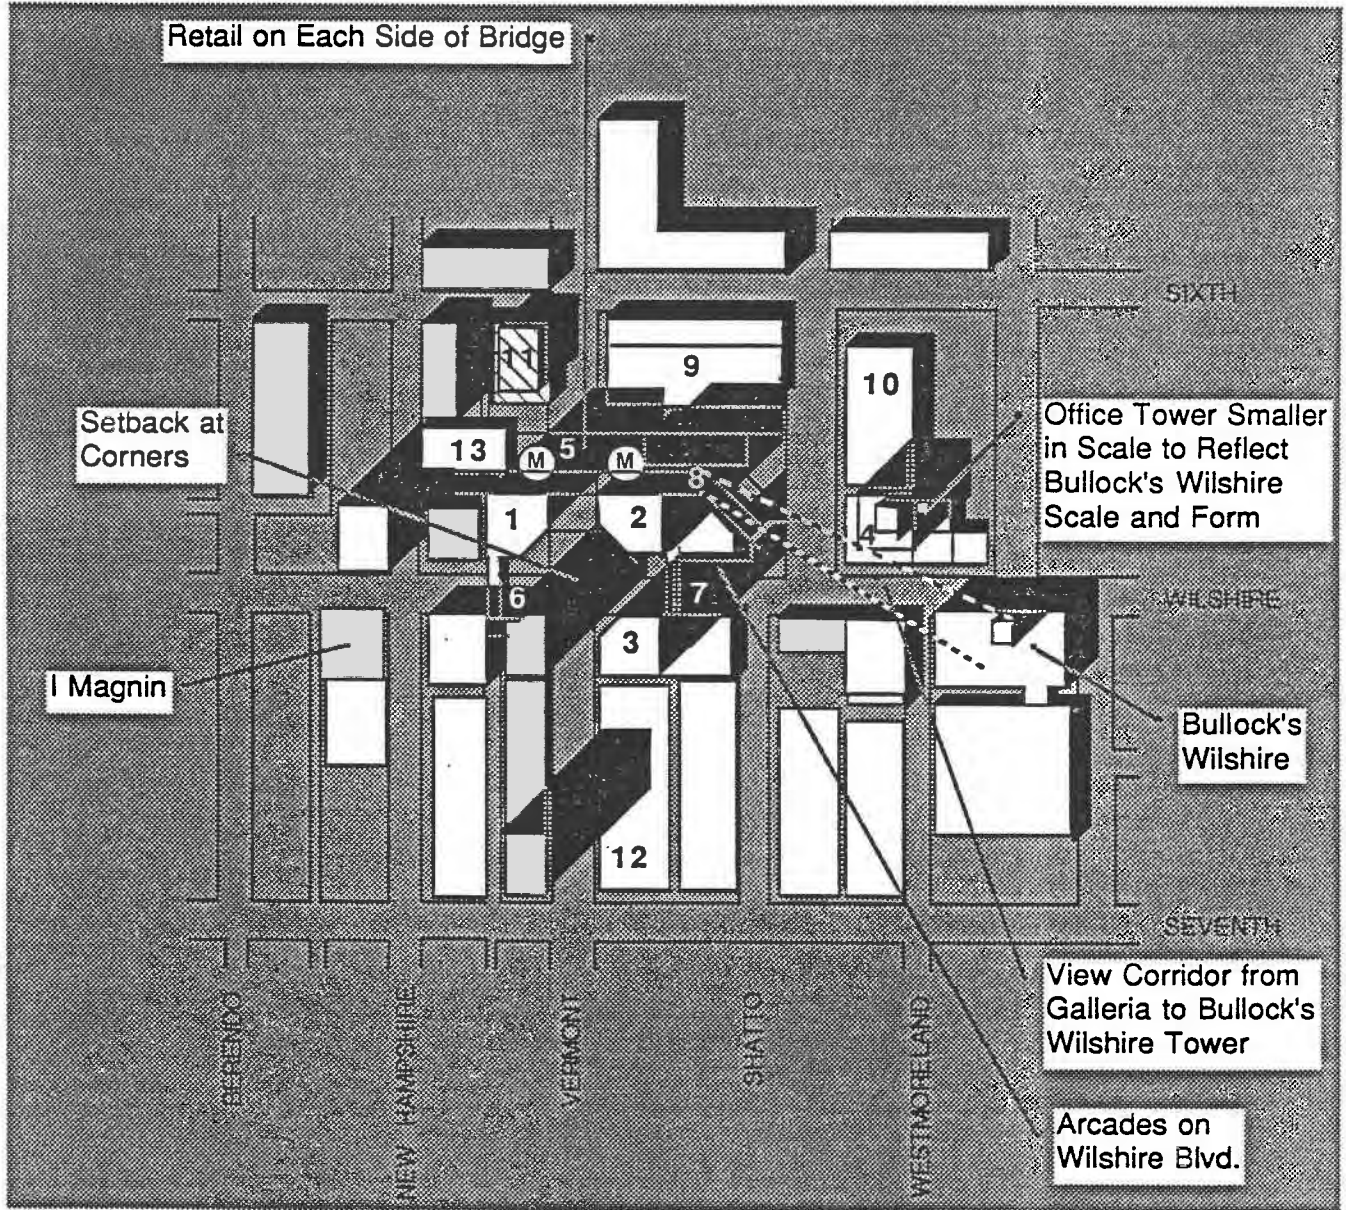 Retail on Each Side of Bridge
SIXTH
11
9
10
Setback at
Corners
13
M
5
M
Office Tower Smaller
in Scale to Reflect
Bullock's Wilshire
Scale and Form
8
1
2
4
6
7
WILSHIRE
3
I Magnin
Bullock's
Wilshire
12
SEVENTH
View Corridor from
Galleria to Bullock's
Wilshire Tower
BERENDO
NEW HAMPSHIRE
VERMONT
SHATTO
WESTMORELAND
Arcades on
Wilshire Blvd.